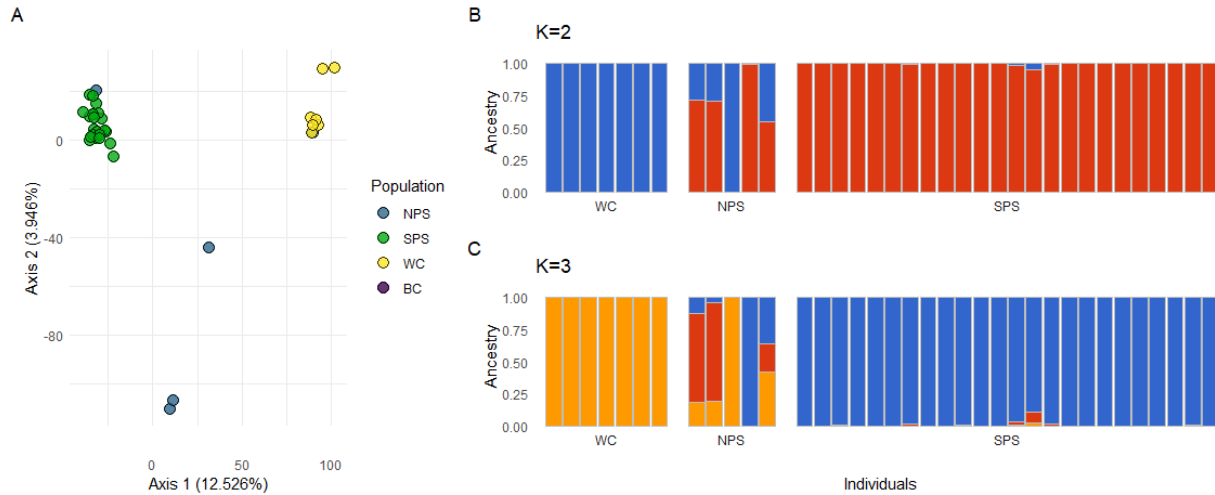 A
0
-40
-80
0
50
100
Axis 2 (3.946%)
Axis 1 (12.526%)
Population
NPS
SPS
WC
BC
B
K=2
1.00
0.75
0.50
0.25
0.00
Ancestry
WC
NPS
SPS
C
K=3
1.00
0.75
0.50
0.25
0.00
Ancestry
WC
NPS
SPS
Individuals